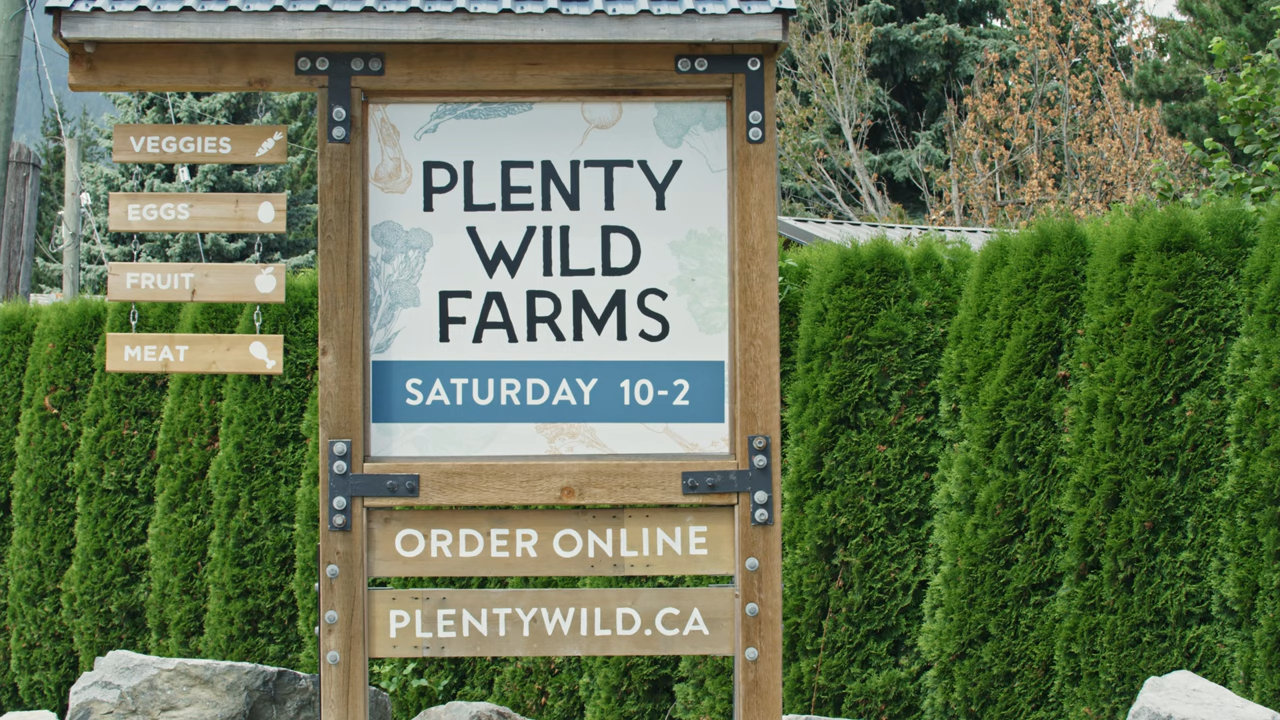 VEGGIES
EGGS
FRUIT
MEAT
PLENTY
WILD
FARMS
SATURDAY 10-2
ORDER ONLINE
PLENTYWILD.CA